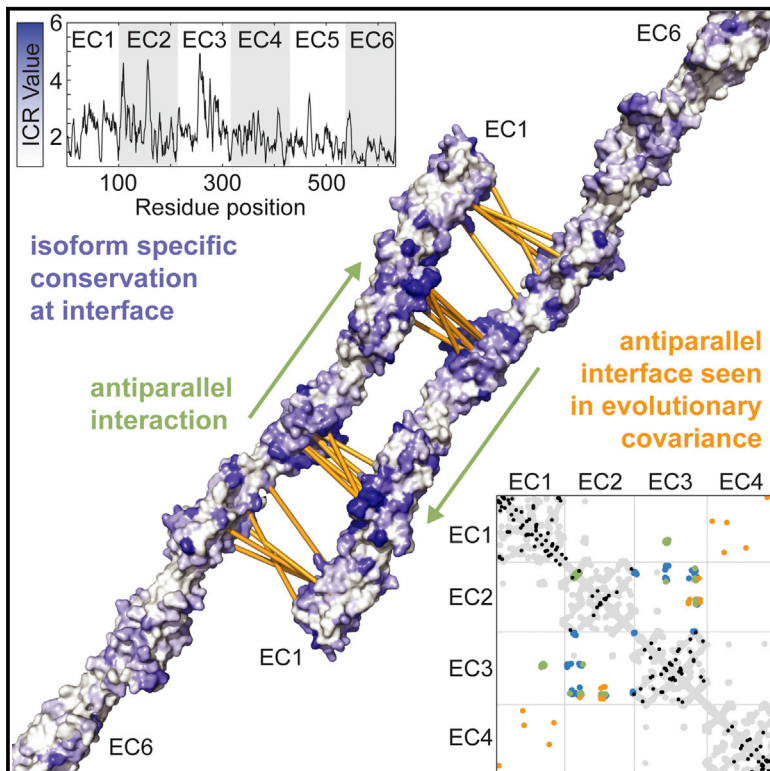 6
4
2
ICR Value
EC1 EC2 EC3 EC4 EC5 EC6
100 300 500
Residue position
EC6
EC1
isoform specific
conservation
at interface
antiparallel
interaction
antiparallel
interface seen
in evolutionary
covariance
EC1
EC6
EC1 EC2 EC3 EC4
EC1
EC2
EC3
EC4